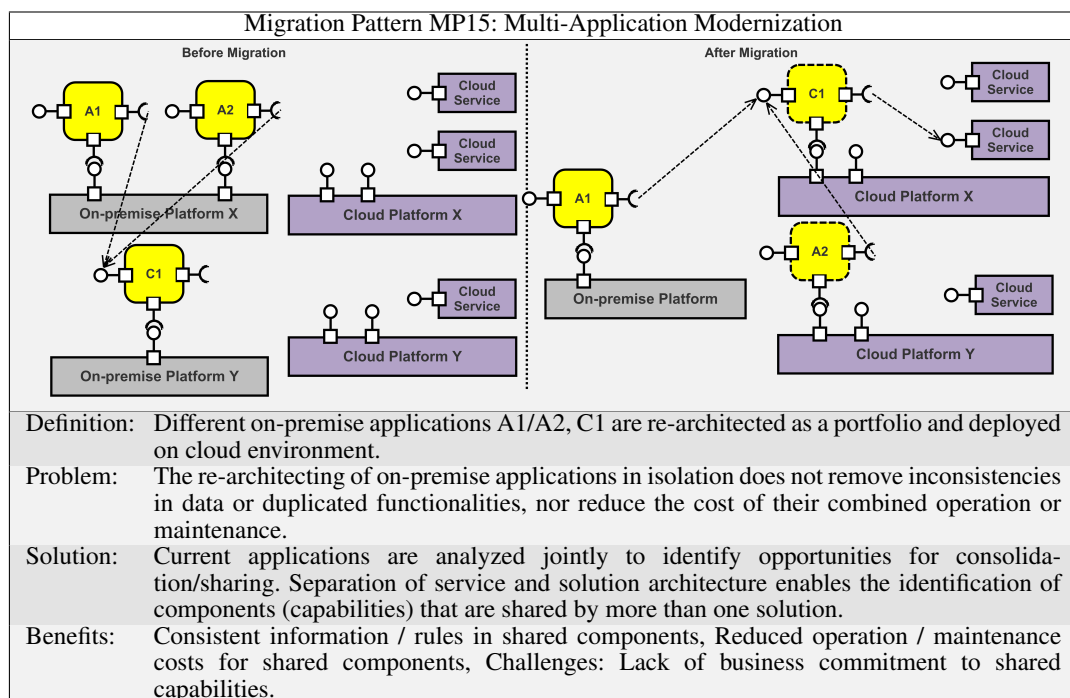 Migration Pattern MP15: Multi-Application Modernization
Before Migration
A1
A2
Cloud
Service
Cloud
Service
On-premise Platform X
Cloud Platform X
C1
Cloud
Service
On-premise Platform Y
Cloud Platform Y
After Migration
C1
Cloud
Service
Cloud
Service
A1
Cloud Platform X
A2
On-premise Platform
Cloud
Service
Cloud Platform Y
Definition: Different on-premise applications A1/A2, C1 are re-architected as a portfolio and deployed
on cloud environment.
Problem: The re-architecting of on-premise applications in isolation does not remove inconsistencies
in data or duplicated functionalities, nor reduce the cost of their combined operation or
maintenance.
Solution: Current applications are analyzed jointly to identify opportunities for consolida-
tion/sharing. Separation of service and solution architecture enables the identification of
components (capabilities) that are shared by more than one solution.
Benefits: Consistent information / rules in shared components, Reduced operation / maintenance
costs for shared components, Challenges: Lack of business commitment to shared
capabilities.